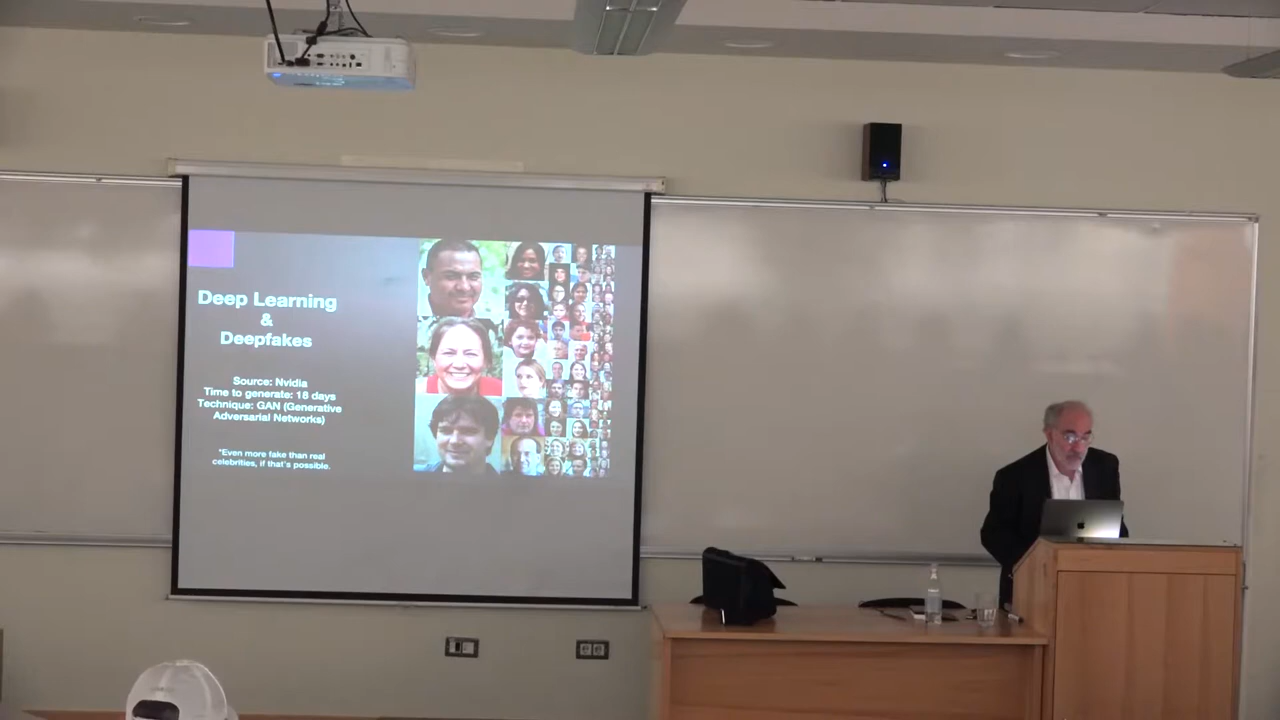 Deep Learning
&
Deepfakes
Source: Nvidia
Time to generate: 18 days
Technique: GAN (Generative
Adversarial Networks)
"Even more fake than real
celebrities, if that's possible.